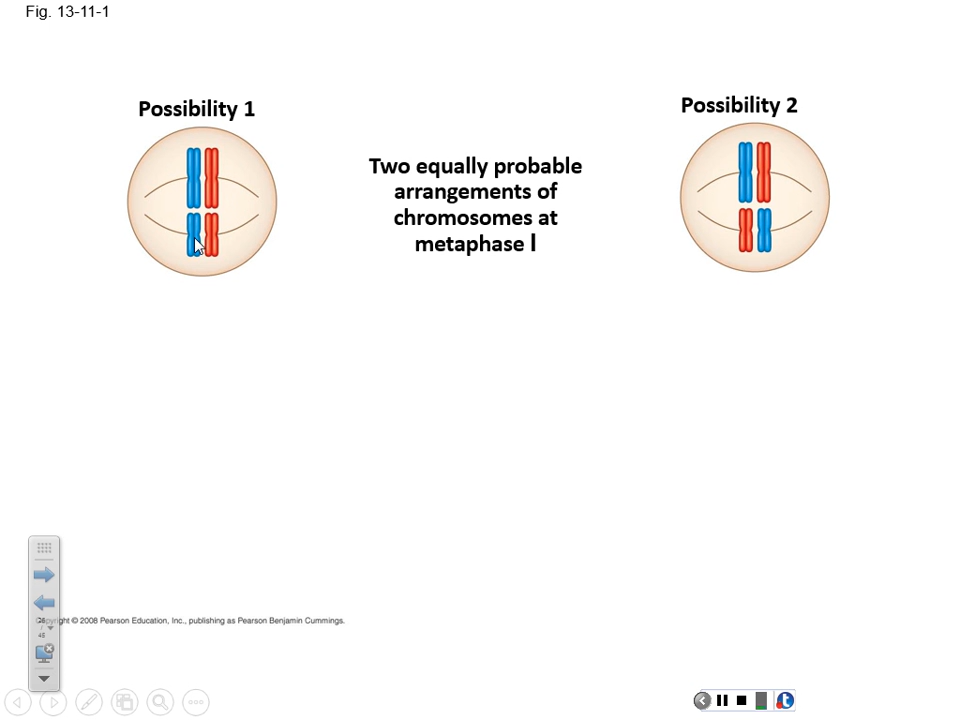 Fig. 13-11-1
Possibility 1
Possibility 2
Two equally probable
arrangements of
chromosomes at
metaphase I
Copyright © 2008 Pearson Education, Inc., publishing as Pearson Benjamin Cummings.
/
46